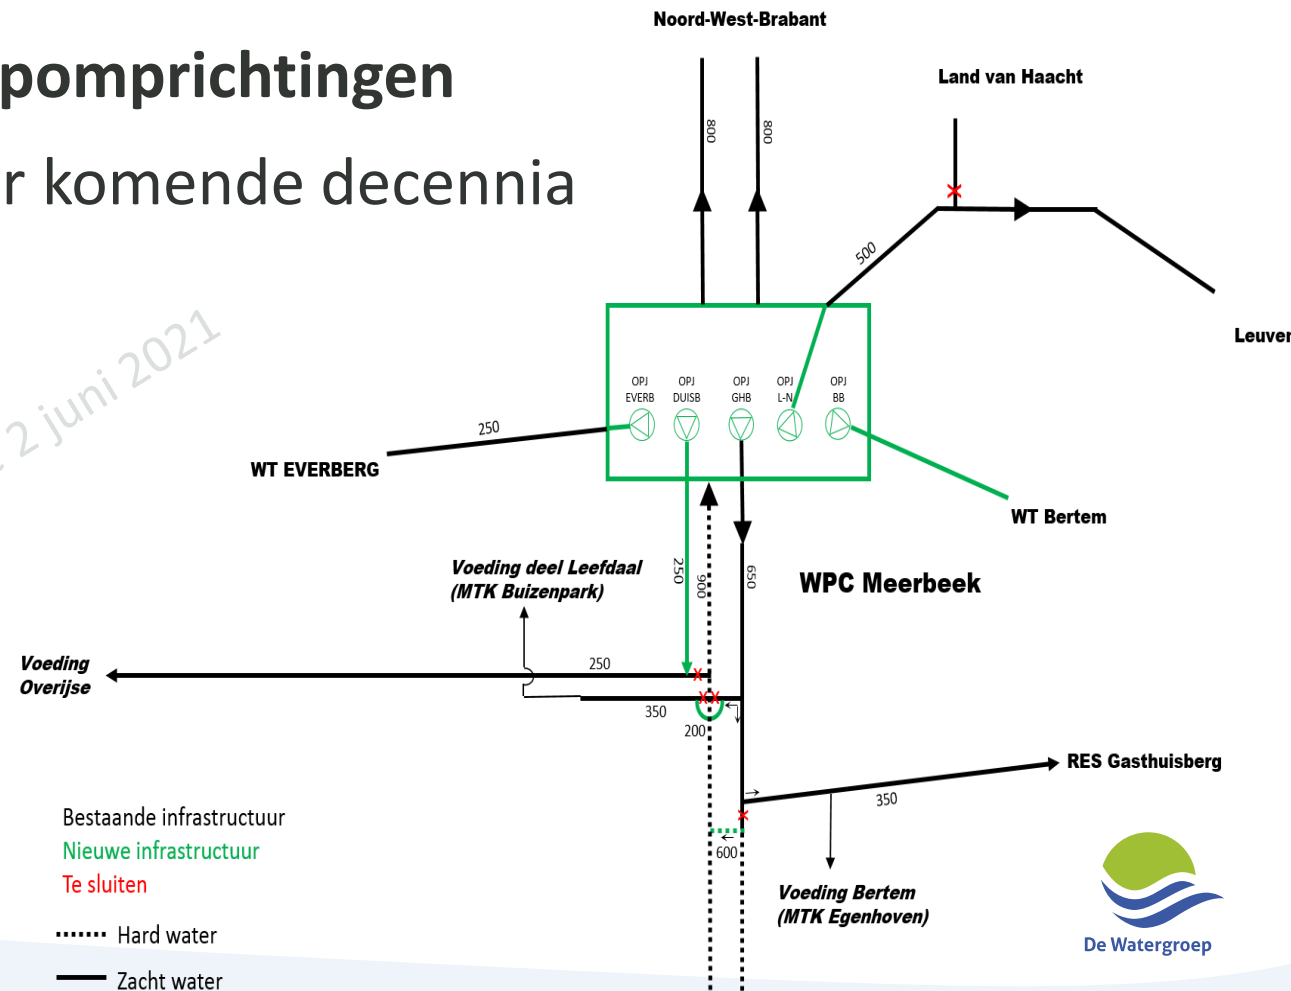 Noord-West-Brabant
pomprichtingen
Land van Haacht
r komende decennia
800
800
500
2 juni 2021
Leuven
OPJ
EVERB
OPJ
DUISB
OPJ
GHB
OPJ
L-N
OPJ
BB
250
WT EVERBERG
WT Bertem
Voeding deel Leefdaal
(MTK Buizenpark)
250
900
650
WPC Meerbeek
Voeding
Overijse
250
350
200
RES Gasthuisberg
350
600
Bestaande infrastructuur
Nieuwe infrastructuur
Te sluiten
Hard water
Zacht water
Voeding Bertem
(MTK Egenhoven)
De Watergroep